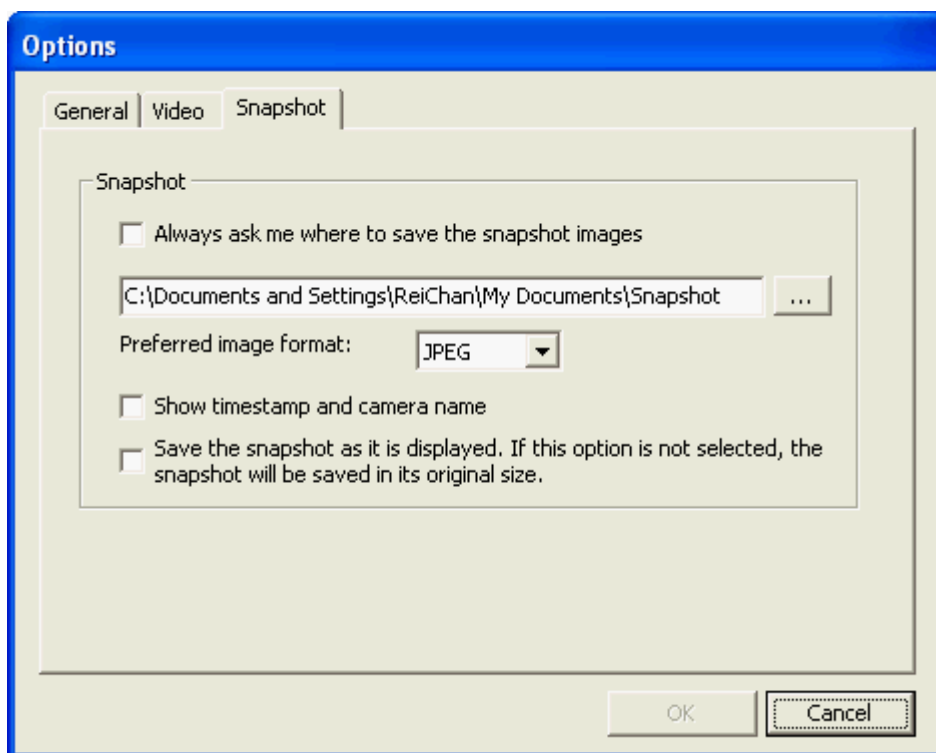 Options
General Video Snapshot
Snapshot
Always ask me where to save the snapshot images
C:\Documents and Settings\ReiChan\My Documents\Snapshot ...
Preferred image format: JPEG
Show timestamp and camera name
Save the snapshot as it is displayed. If this option is not selected, the
snapshot will be saved in its original size.
OK Cancel